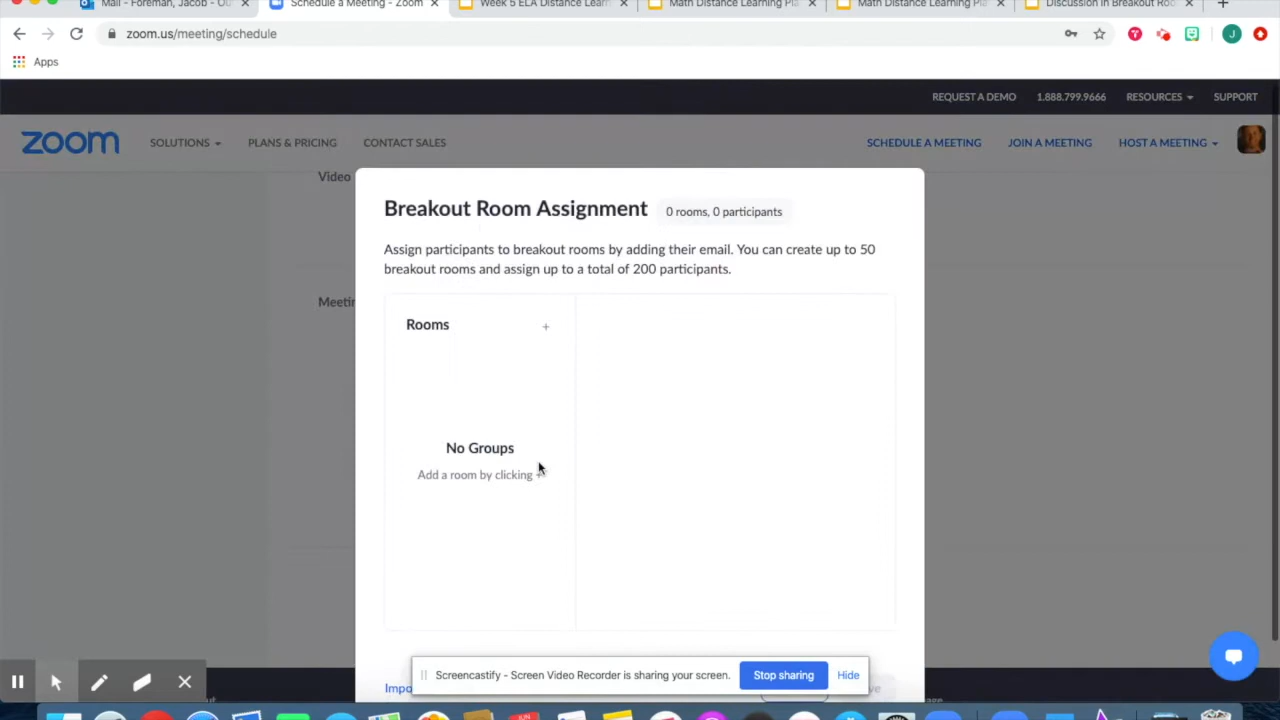 Mail - Foreman, Jacob - Ou
Schedule a Meeting - Zoom
Week 5 ELA Distance Learn
Math Distance Learning Pla
Math Distance Learning Pla
Discussion in Breakout Roo
zoom.us/meeting/schedule
J
Apps
REQUEST A DEMO 1.888.799.9666 RESOURCES SUPPORT
zoom SOLUTIONS PLANS & PRICING CONTACT SALES SCHEDULE A MEETING JOIN A MEETING HOST A MEETING
Video
Breakout Room Assignment 0 rooms, 0 participants
Assign participants to breakout rooms by adding their email. You can create up to 50
breakout rooms and assign up to a total of 200 participants.
Meetin
Rooms +
No Groups
Add a room by clicking +
Screencastify - Screen Video Recorder is sharing your screen. Stop sharing Hide
Impo